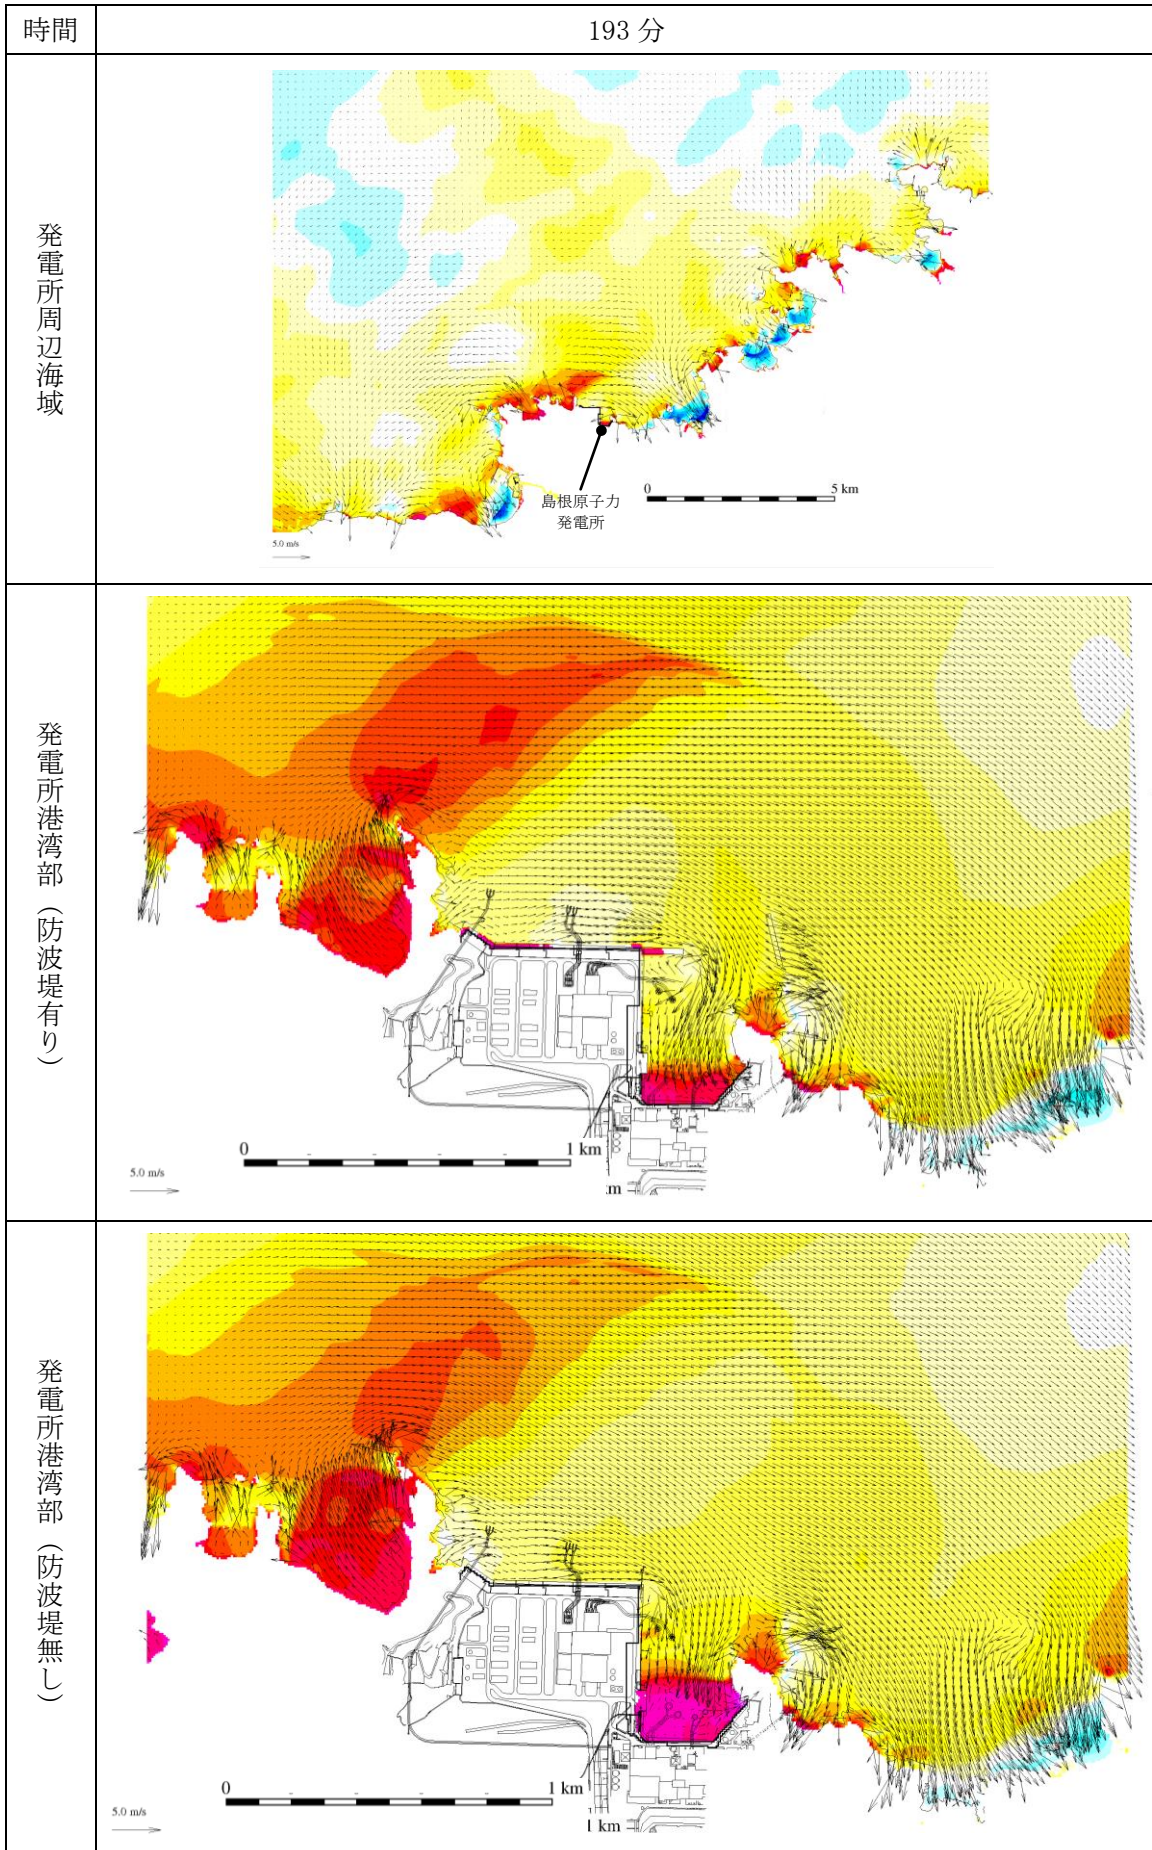 時間
193 分
発電所周辺海域
島根原子力
発電所
0
5 km
5.0 m/s
発電所港湾部（防波堤有り）
0
1 km
5.0 m/s
.m
発電所港湾部（防波堤無し）
0
1 km
5.0 m/s
1 km